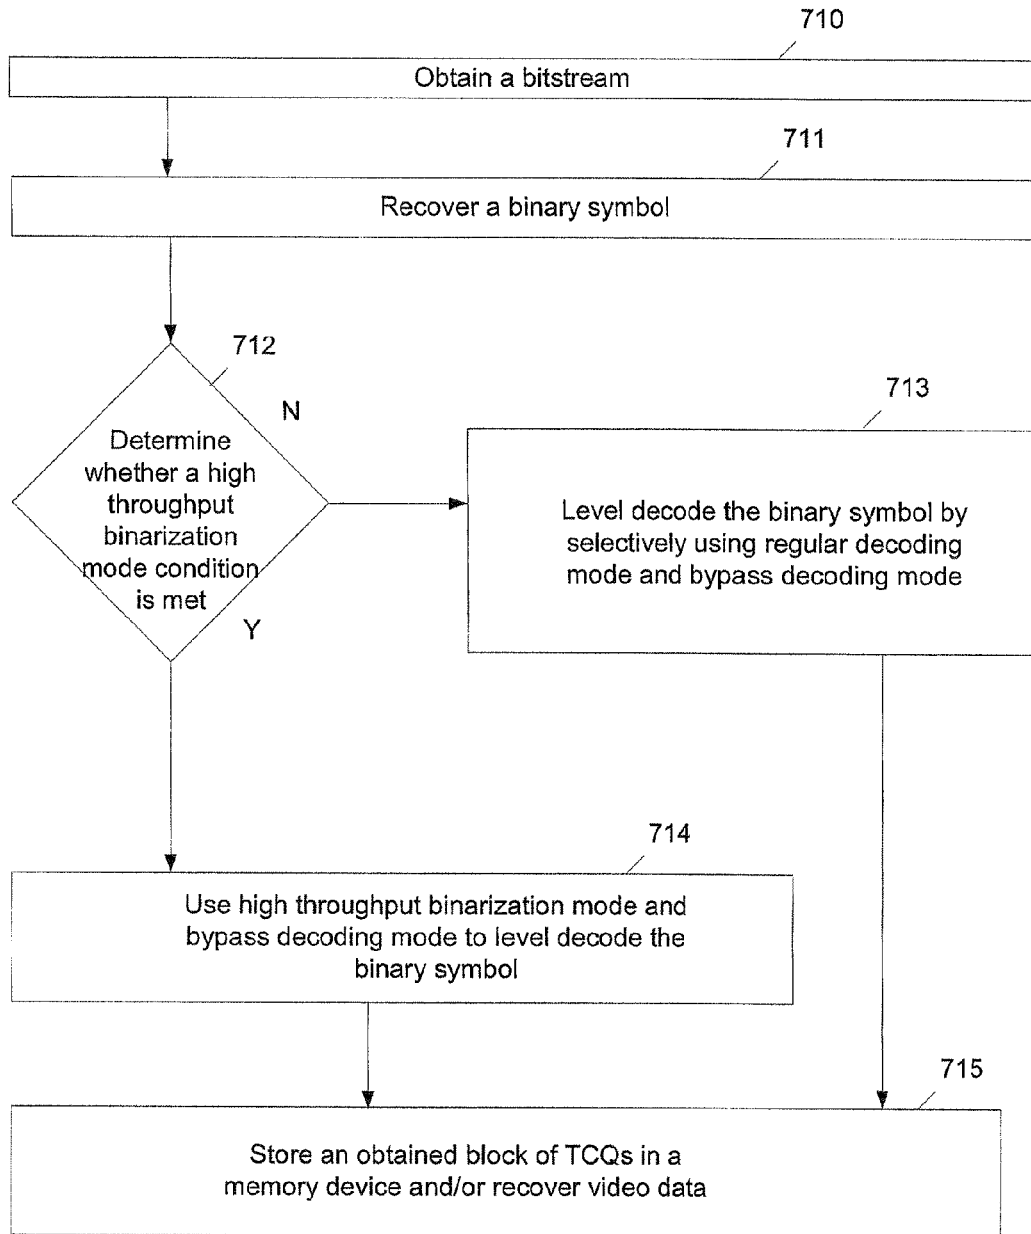 710
Obtain a bitstream
711
Recover a binary symbol
712
N
713
Determine
whether a high
throughput
binarization
mode condition
is met
Y
Level decode the binary symbol by
selectively using regular decoding
mode and bypass decoding mode
714
Use high throughput binarization mode and
bypass decoding mode to level decode the
binary symbol
715
Store an obtained block of TCQs in a
memory device and/or recover video data